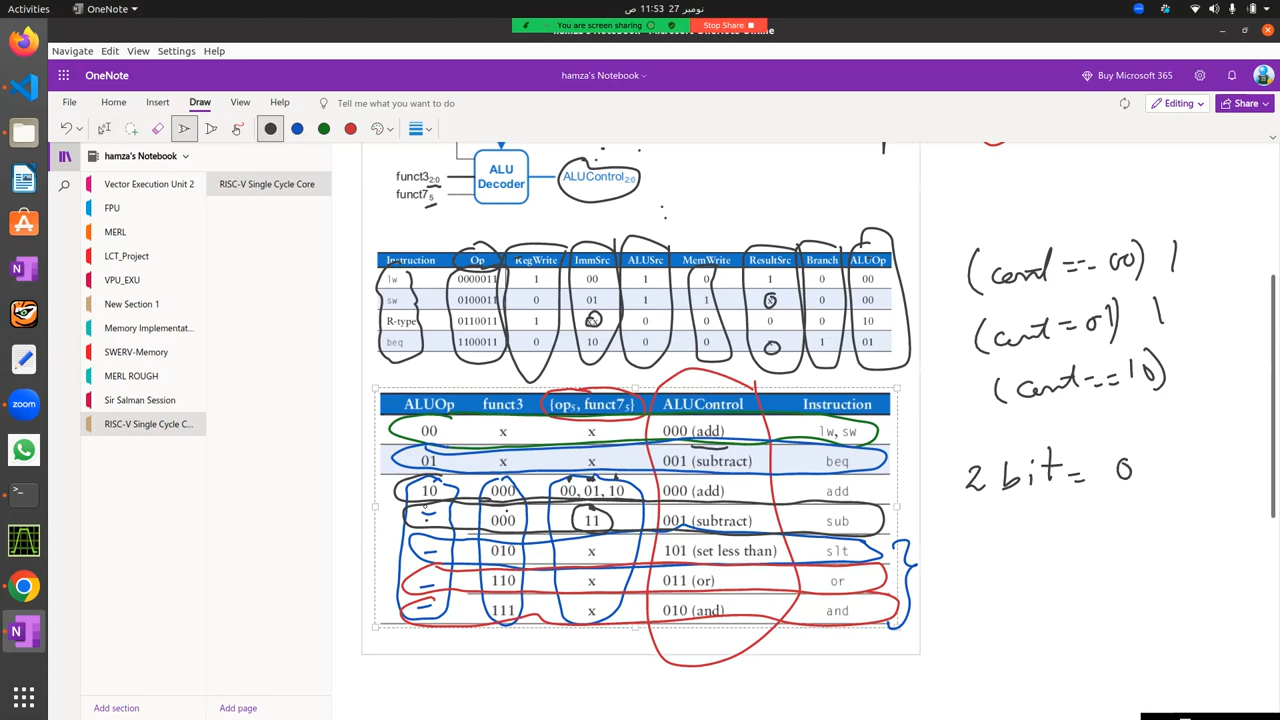 Activities OneNote ▾ نومبر 27 11:53 ص
You are screen sharing Stop Share
Navigate Edit View Settings Help
OneNote hamza's Notebook Buy Microsoft 365
File Home Insert Draw View Help Tell me what you want to do Editing Share
hamza's Notebook
Vector Execution Unit 2
FPU
MERL
LCT_Project
VPU_EXU
New Section 1
Memory Implementat...
SWERV-Memory
MERL ROUGH
Sir Salman Session
RISC-V Single Cycle C...
Add section
RISC-V Single Cycle Core
Add page
funct3 2:0
funct7 5
ALU
Decoder
ALUControl 2:0
Instruction Op RegWrite ImmSrc ALUSrc MemWrite ResultSrc Branch ALUOp
lw 0000011 1 00 1 0 1 0 00
sw 0100011 0 01 1 1 x 0 00
R-type 0110011 1 xx 0 0 0 0 10
beq 1100011 0 10 0 0 x 1 01
ALUOp funct3 {op5, funct75} ALUControl Instruction
00 x x 000 (add) lw, sw
01 x x 001 (subtract) beq
10 000 00, 01, 10 000 (add) add
000 11 001 (subtract) sub
010 x 101 (set less than) slt
110 x 011 (or) or
111 x 010 (and) and
(cont == 00) |
(cont = 01) |
(cont == 10)
2 bit = 0
zoom